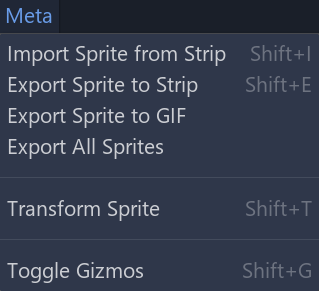 Meta
Import Sprite from Strip Shift+I
Export Sprite to Strip Shift+E
Export Sprite to GIF
Export All Sprites
Transform Sprite Shift+T
Toggle Gizmos Shift+G